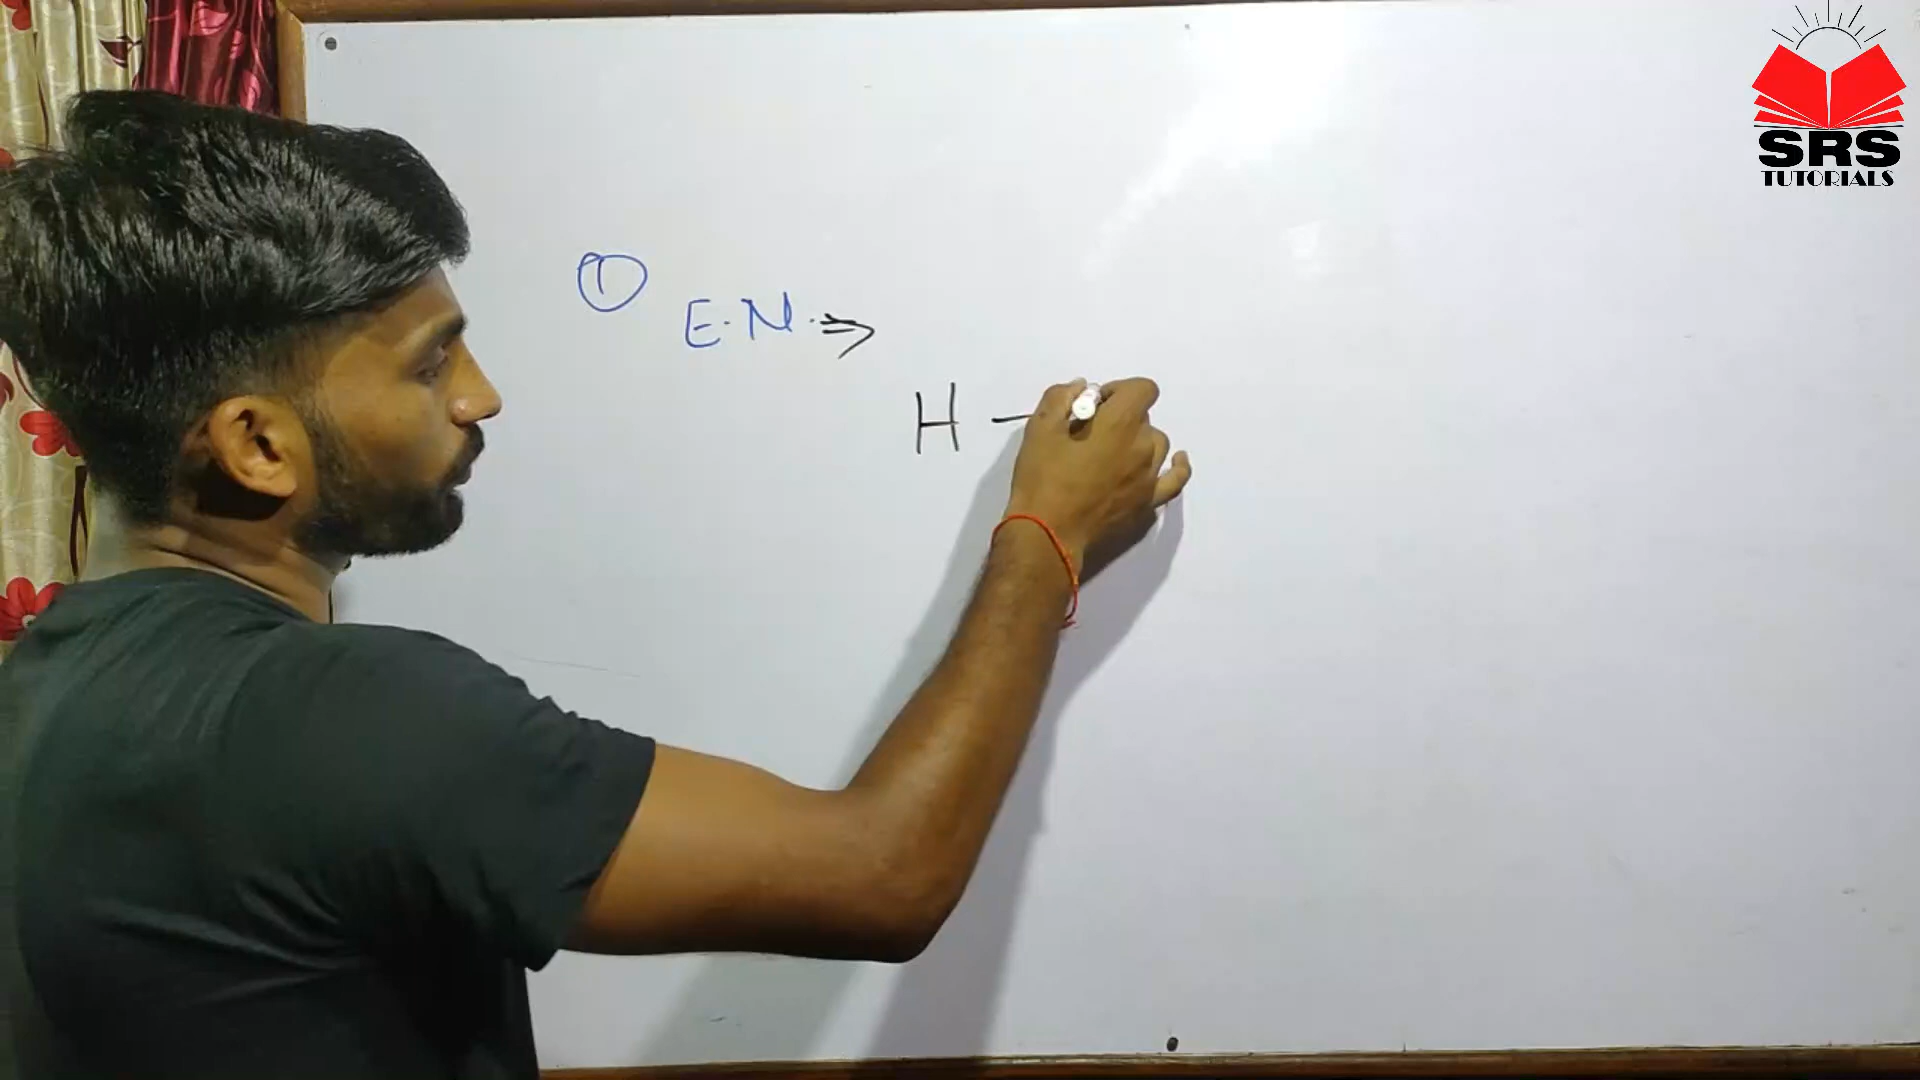 SRS
TUTORIALS
① E.N. ⇒
H —